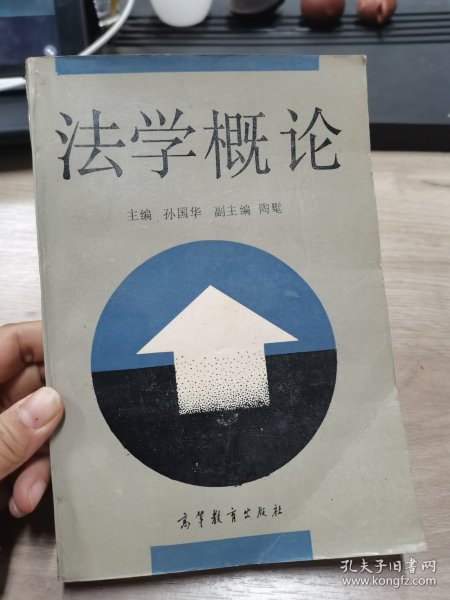 法学概论
主编 孙国华 副主编 陶髦
高等教育出版社
孔夫子旧书网
www.kongfz.com